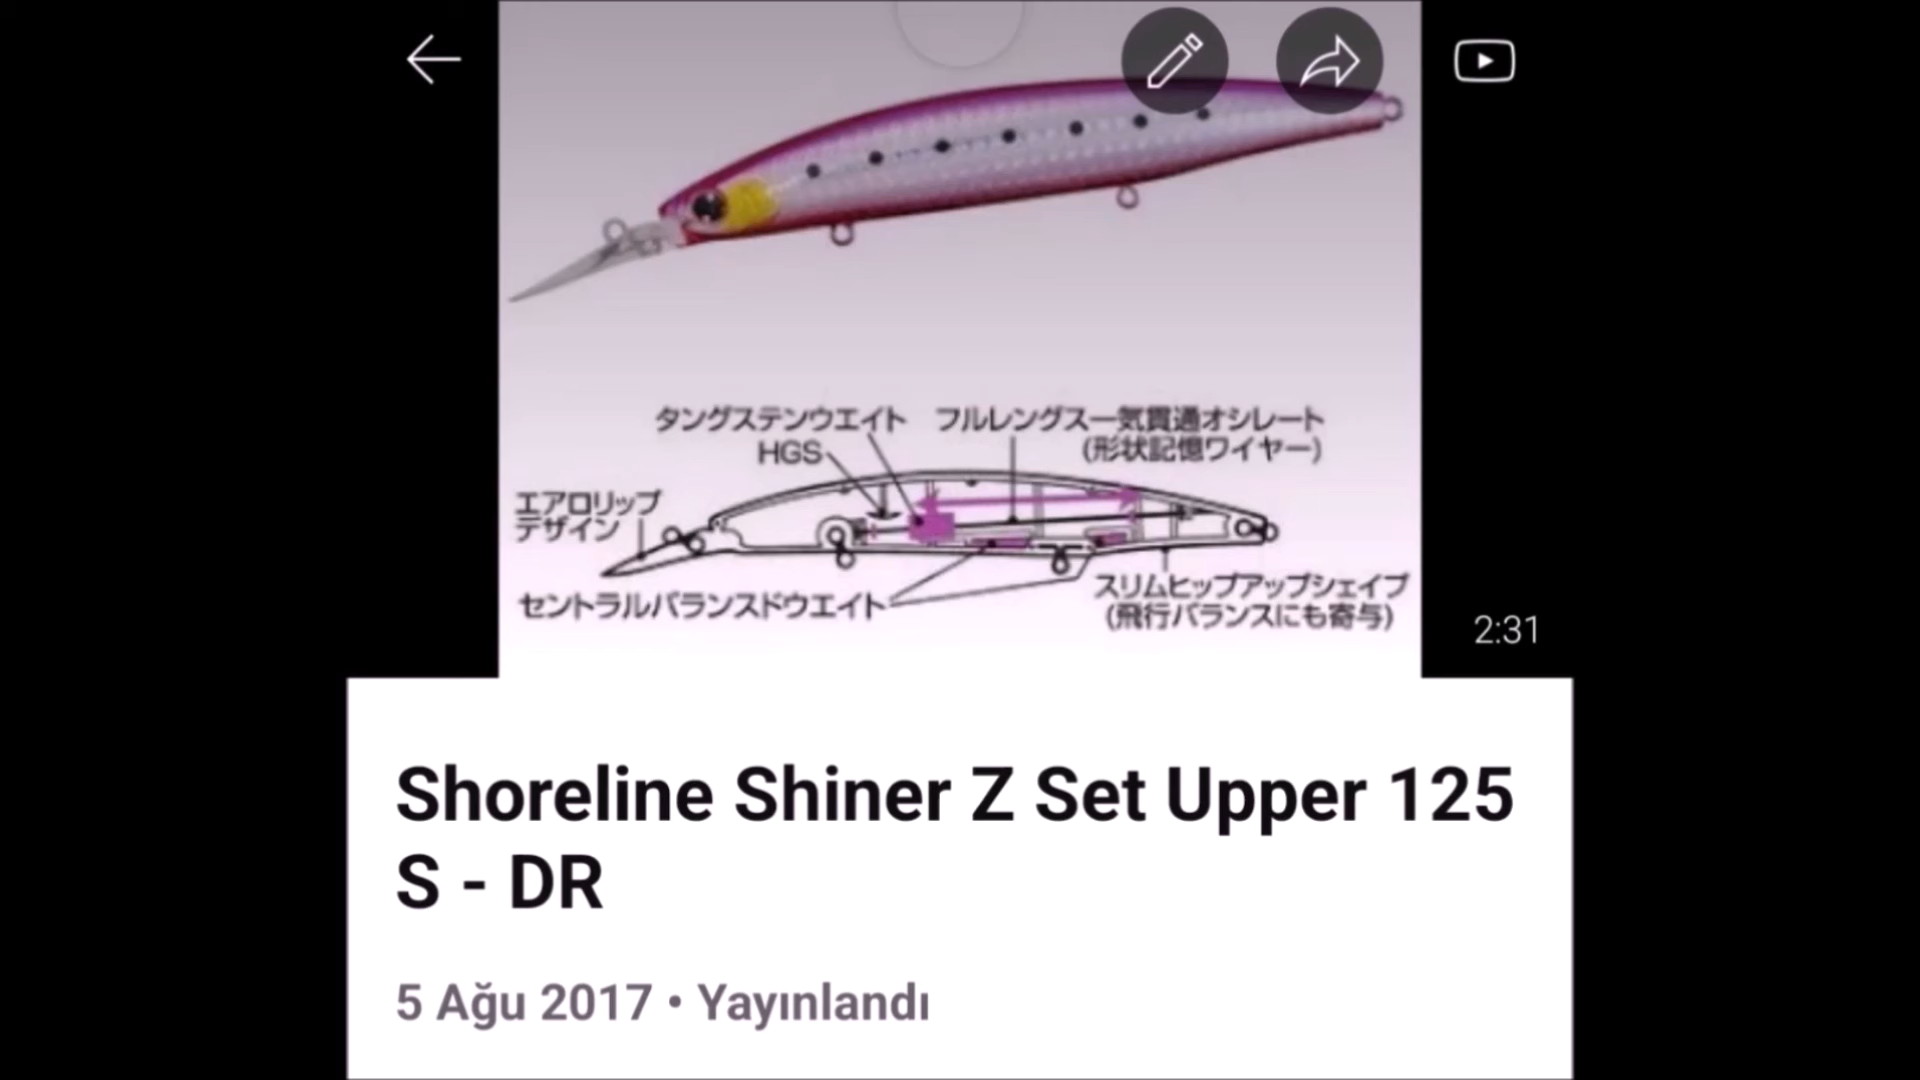 タングステンウエイト
フルレングス一気貫通オシレート
HGS
(形状記憶ワイヤー)
エアロリップ
デザイン
スリムヒップアップシェイプ
セントラルバランスドウエイト
(飛行バランスにも寄与)
2:31
Shoreline Shiner Z Set Upper 125
S - DR
5 Ağu 2017 • Yayınlandı